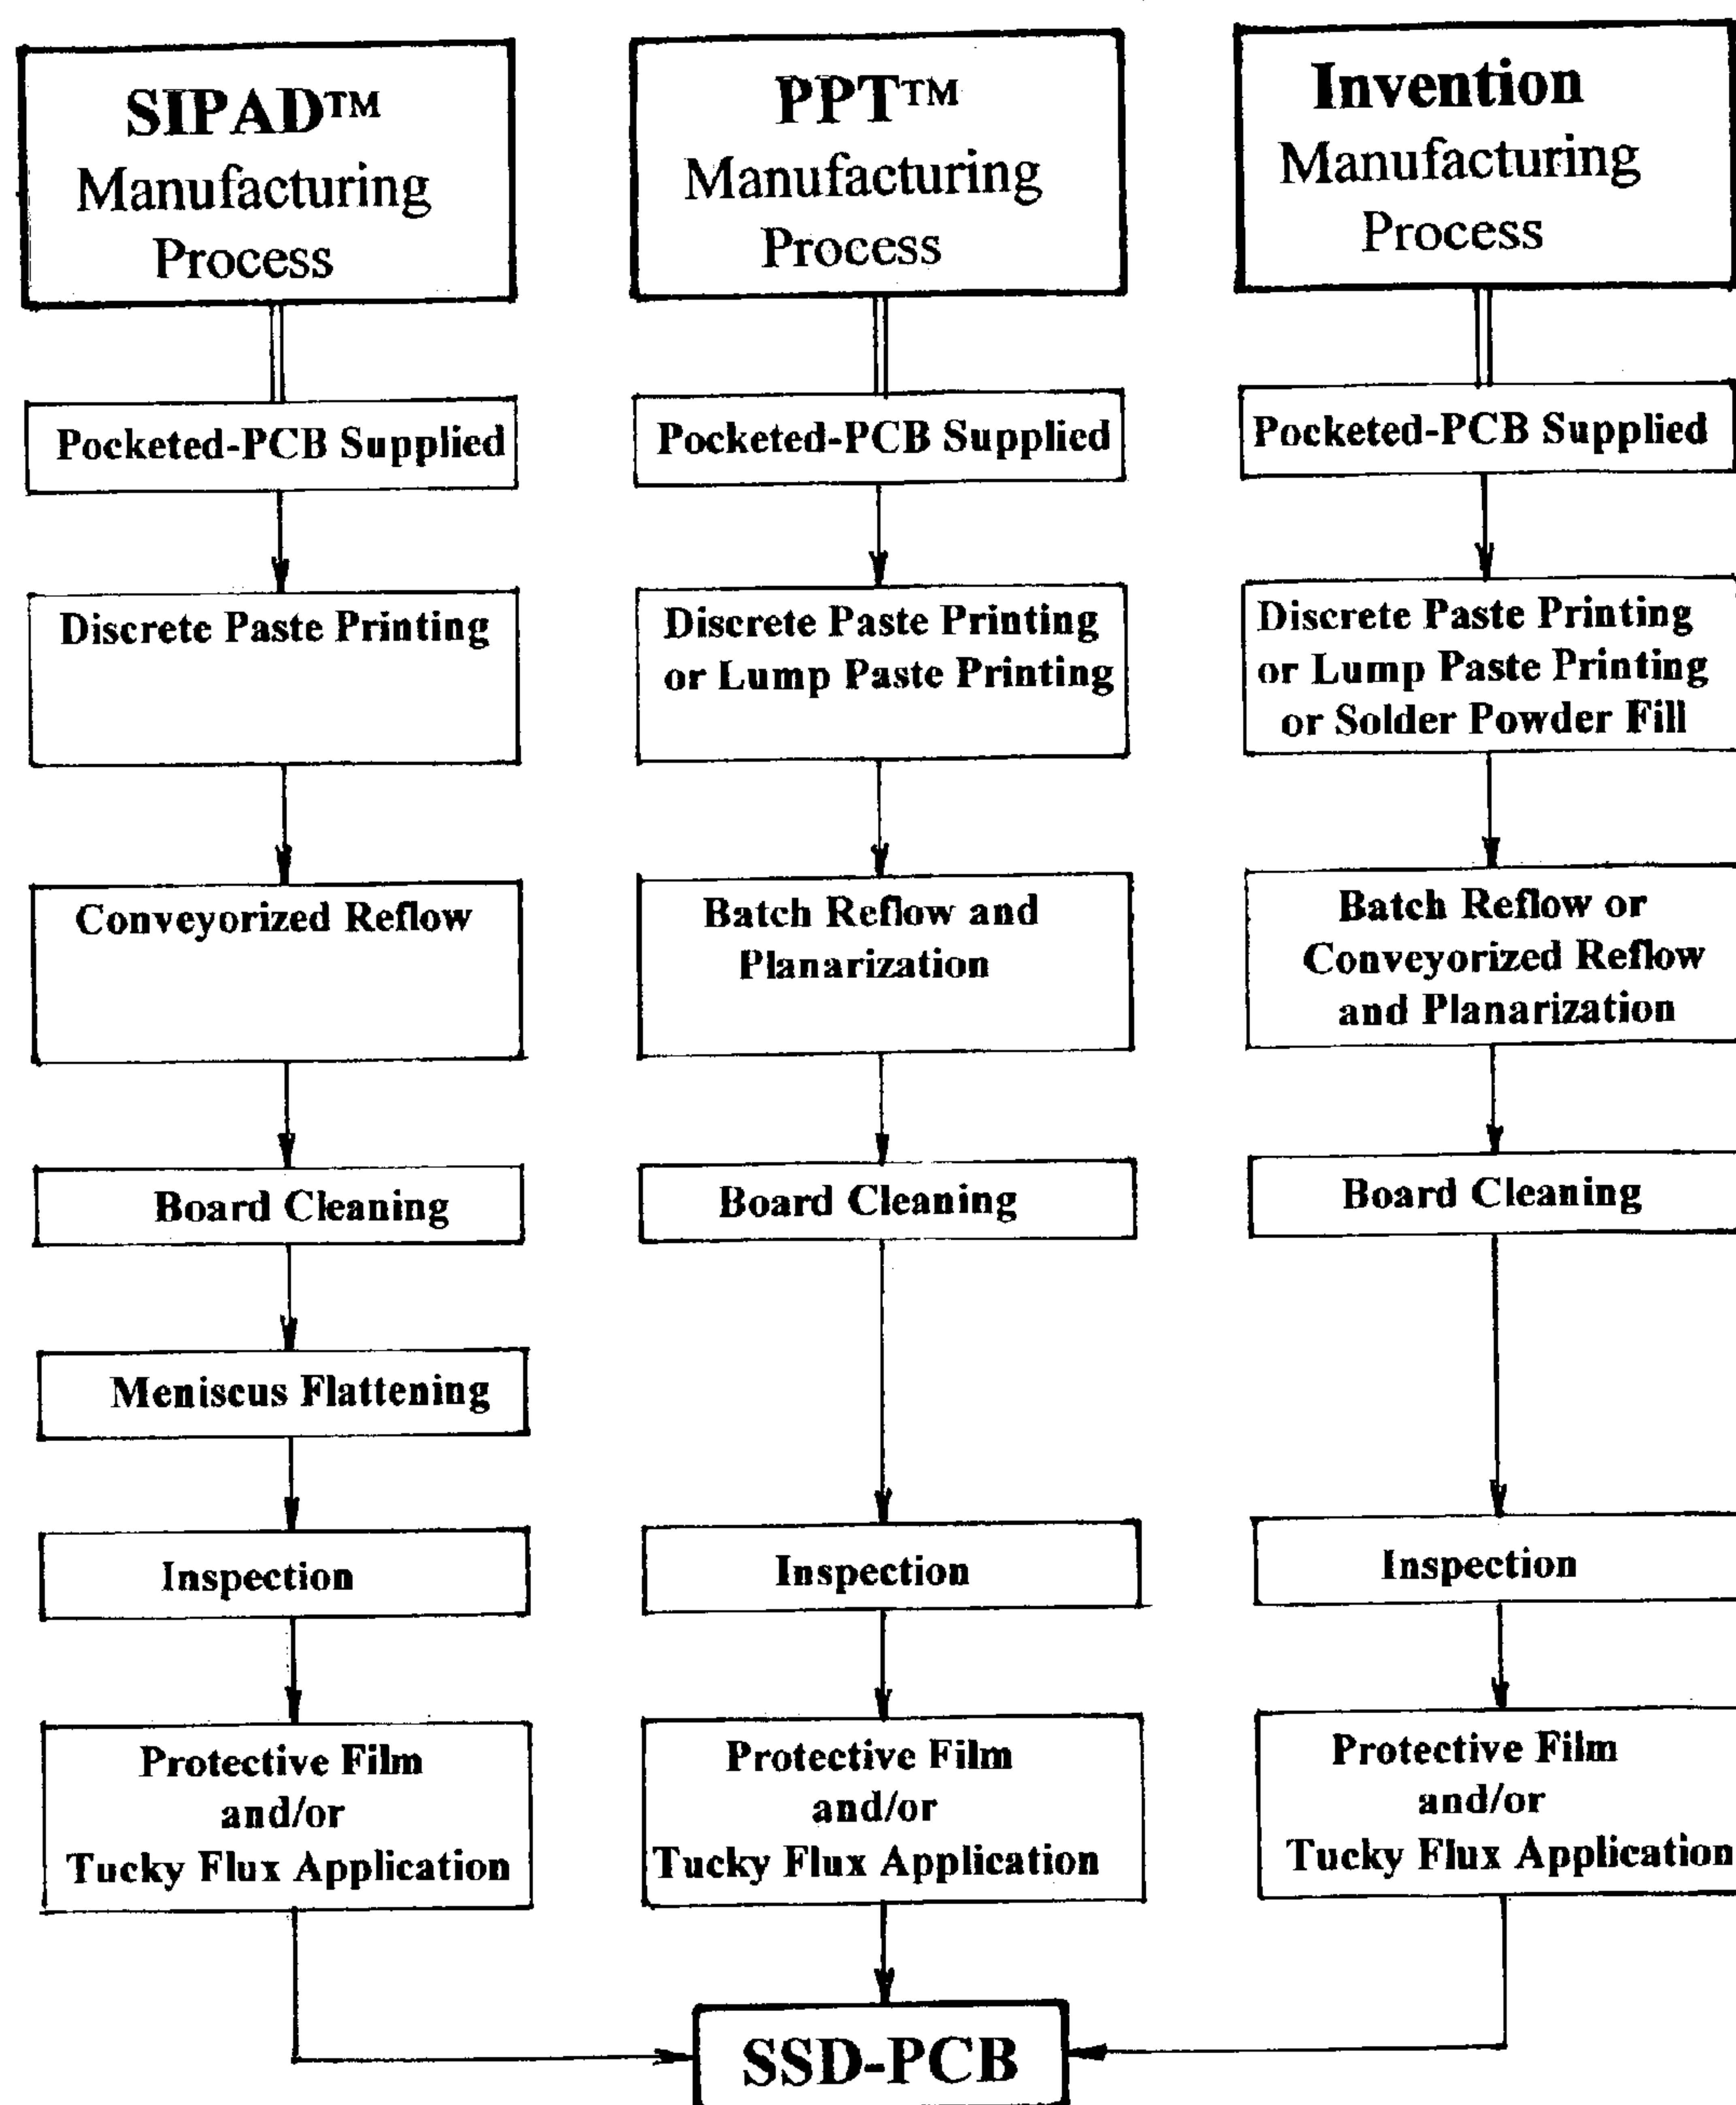 SIPAD™
Manufacturing
Process
Pocketed-PCB Supplied
Discrete Paste Printing
Conveyorized Reflow
Board Cleaning
Meniscus Flattening
Inspection
Protective Film
and/or
Tucky Flux Application
PPT™
Manufacturing
Process
Pocketed-PCB Supplied
Discrete Paste Printing
or Lump Paste Printing
Batch Reflow and
Planarization
Board Cleaning
Inspection
Protective Film
and/or
Tucky Flux Application
Invention
Manufacturing
Process
Pocketed-PCB Supplied
Discrete Paste Printing
or Lump Paste Printing
or Solder Powder Fill
Batch Reflow or
Conveyorized Reflow
and Planarization
Board Cleaning
Inspection
Protective Film
and/or
Tucky Flux Application
SSD-PCB